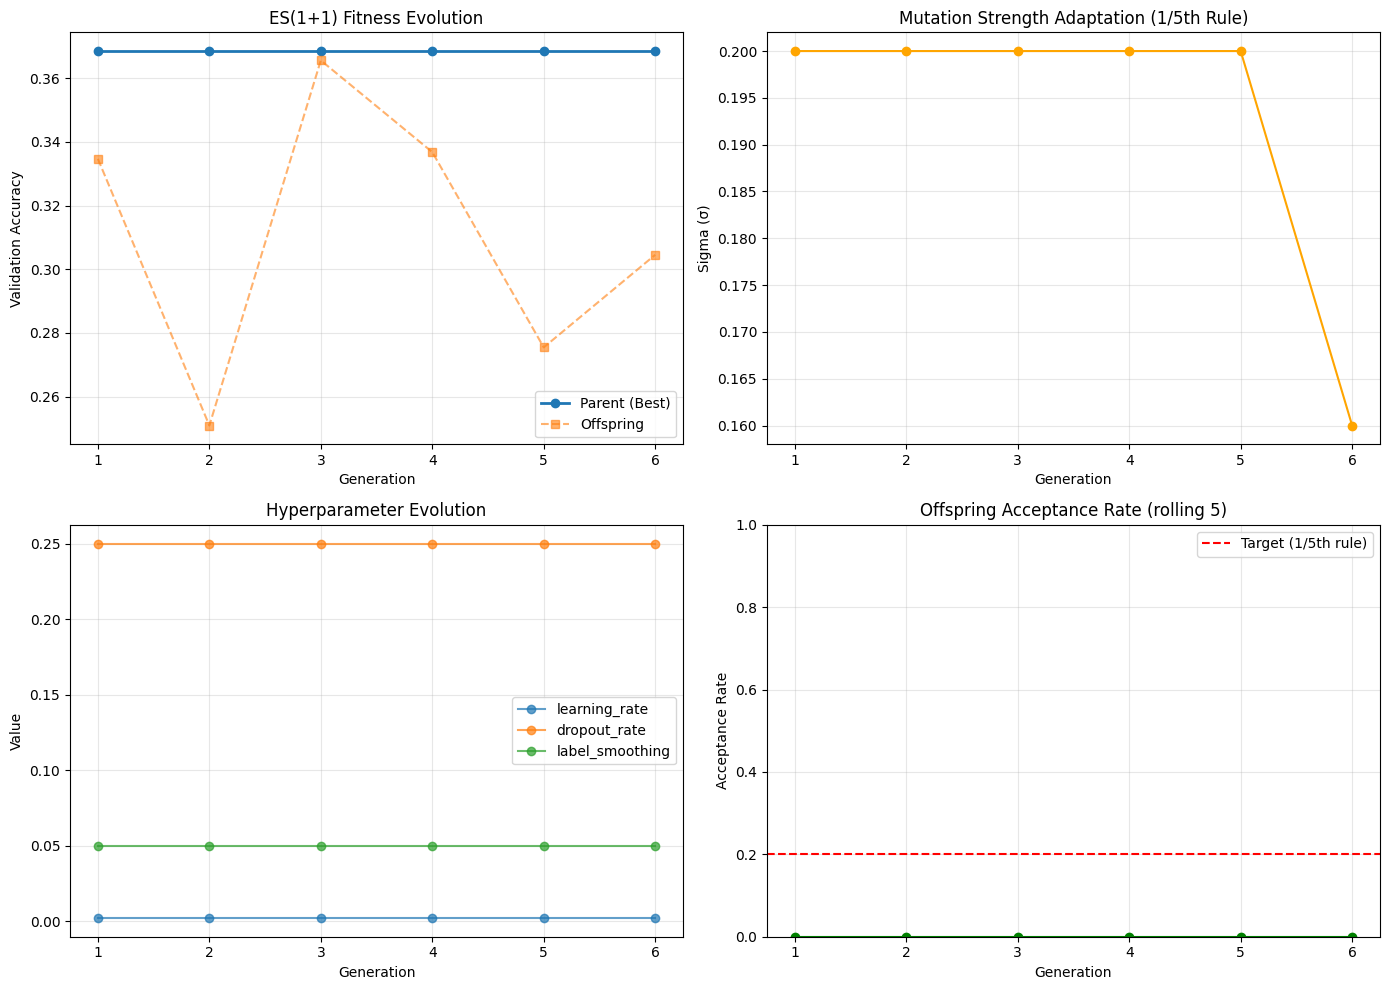 ES(1+1) Fitness Evolution
Validation Accuracy
0.36
0.34
0.32
0.30
0.28
0.26
Parent (Best)
Offspring
1 2 3 4 5 6
Generation
Mutation Strength Adaptation (1/5th Rule)
Sigma (σ)
0.200
0.195
0.190
0.185
0.180
0.175
0.170
0.165
0.160
1 2 3 4 5 6
Generation
Hyperparameter Evolution
Value
0.25
0.20
0.15
0.10
0.05
0.00
learning_rate
dropout_rate
label_smoothing
1 2 3 4 5 6
Generation
Offspring Acceptance Rate (rolling 5)
Acceptance Rate
1.0
0.8
0.6
0.4
0.2
0.0
Target (1/5th rule)
1 2 3 4 5 6
Generation